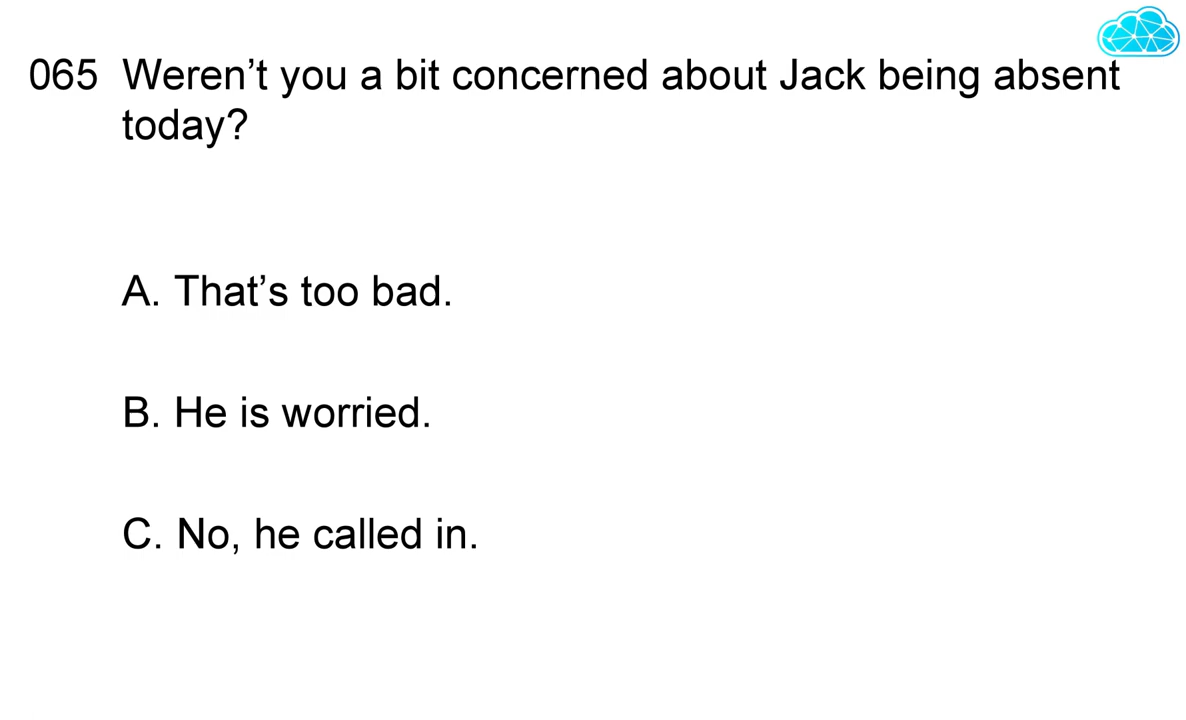 065 Weren’t you a bit concerned about Jack being absent
today?
A. That’s too bad.
B. He is worried.
C. No, he called in.